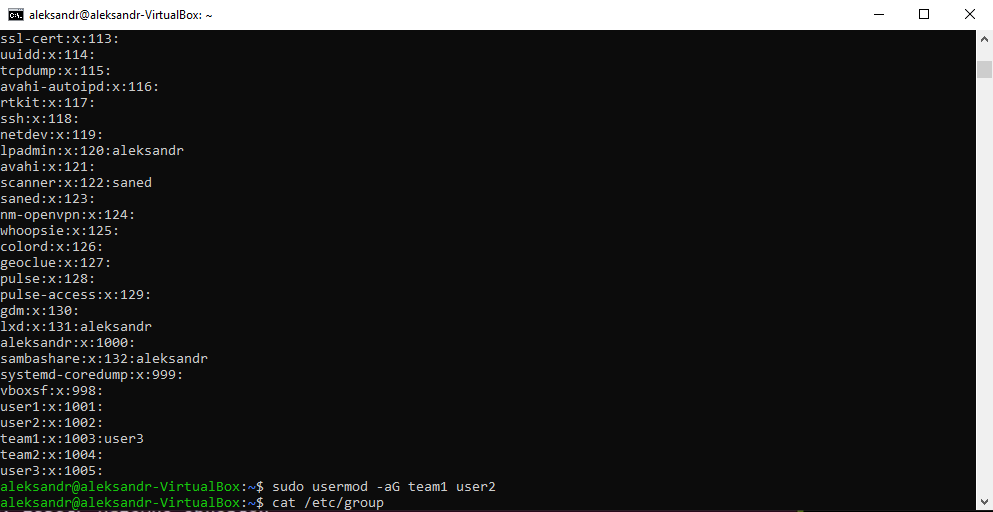 aleksandr@aleksandr-VirtualBox: ~
ssl-cert:x:113:
uuidd:x:114:
tcpdump:x:115:
avahi-autoipd:x:116:
rtkit:x:117:
ssh:x:118:
netdev:x:119:
lpadmin:x:120:aleksandr
avahi:x:121:
scanner:x:122:saned
saned:x:123:
nm-openvpn:x:124:
whoopsie:x:125:
colord:x:126:
geoclue:x:127:
pulse:x:128:
pulse-access:x:129:
gdm:x:130:
lxd:x:131:aleksandr
aleksandr:x:1000:
sambashare:x:132:aleksandr
systemd-coredump:x:999:
vboxsf:x:998:
user1:x:1001:
user2:x:1002:
team1:x:1003:user3
team2:x:1004:
user3:x:1005:
aleksandr@aleksandr-VirtualBox:~$ sudo usermod -aG team1 user2
aleksandr@aleksandr-VirtualBox:~$ cat /etc/group